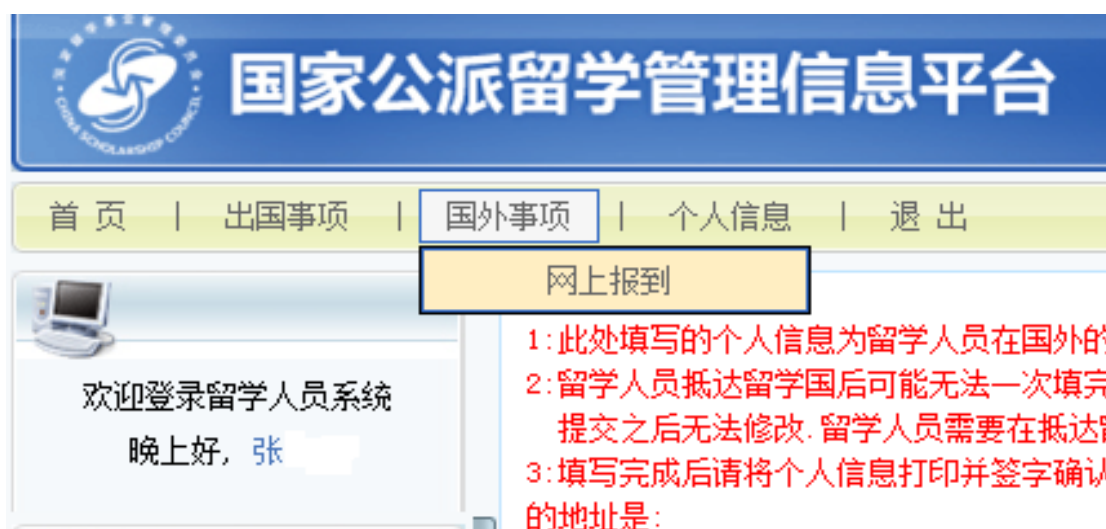 国家公派留学管理信息平台
CHINA SCHOLARSHIP COUNCIL
首 页 | 出国事项 | 国外事项 | 个人信息 | 退 出
网上报到
欢迎登录留学人员系统
晚上好, 张
1:此处填写的个人信息为留学人员在国外的
2:留学人员抵达留学国后可能无法一次填完
提交之后无法修改.留学人员需要在抵达
3:填写完成后请将个人信息打印并签字确认
的地址是: